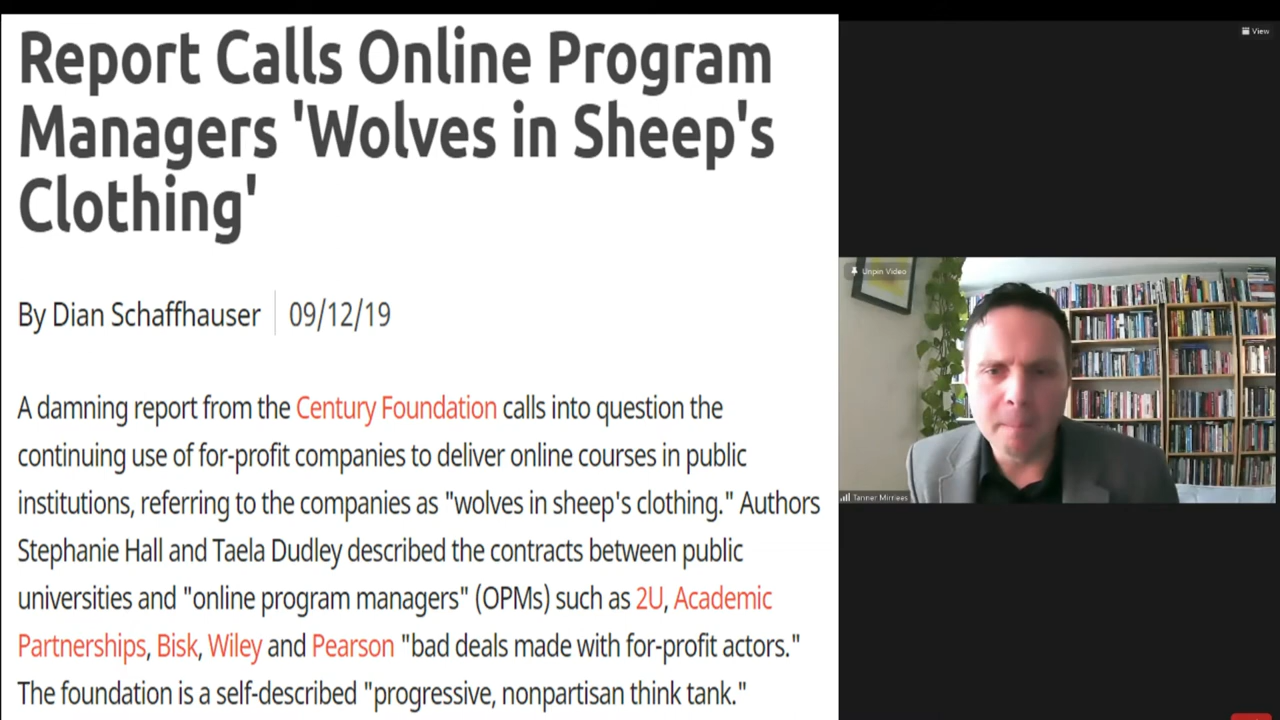 Report Calls Online Program
Managers 'Wolves in Sheep's
Clothing'
By Dian Schaffhauser | 09/12/19
A damning report from the Century Foundation calls into question the
continuing use of for-profit companies to deliver online courses in public
institutions, referring to the companies as "wolves in sheep's clothing." Authors
Stephanie Hall and Taela Dudley described the contracts between public
universities and "online program managers" (OPMs) such as 2U, Academic
Partnerships, Bisk, Wiley and Pearson "bad deals made with for-profit actors."
The foundation is a self-described "progressive, nonpartisan think tank."
View
Unpin Video
Tanner Mirrlees